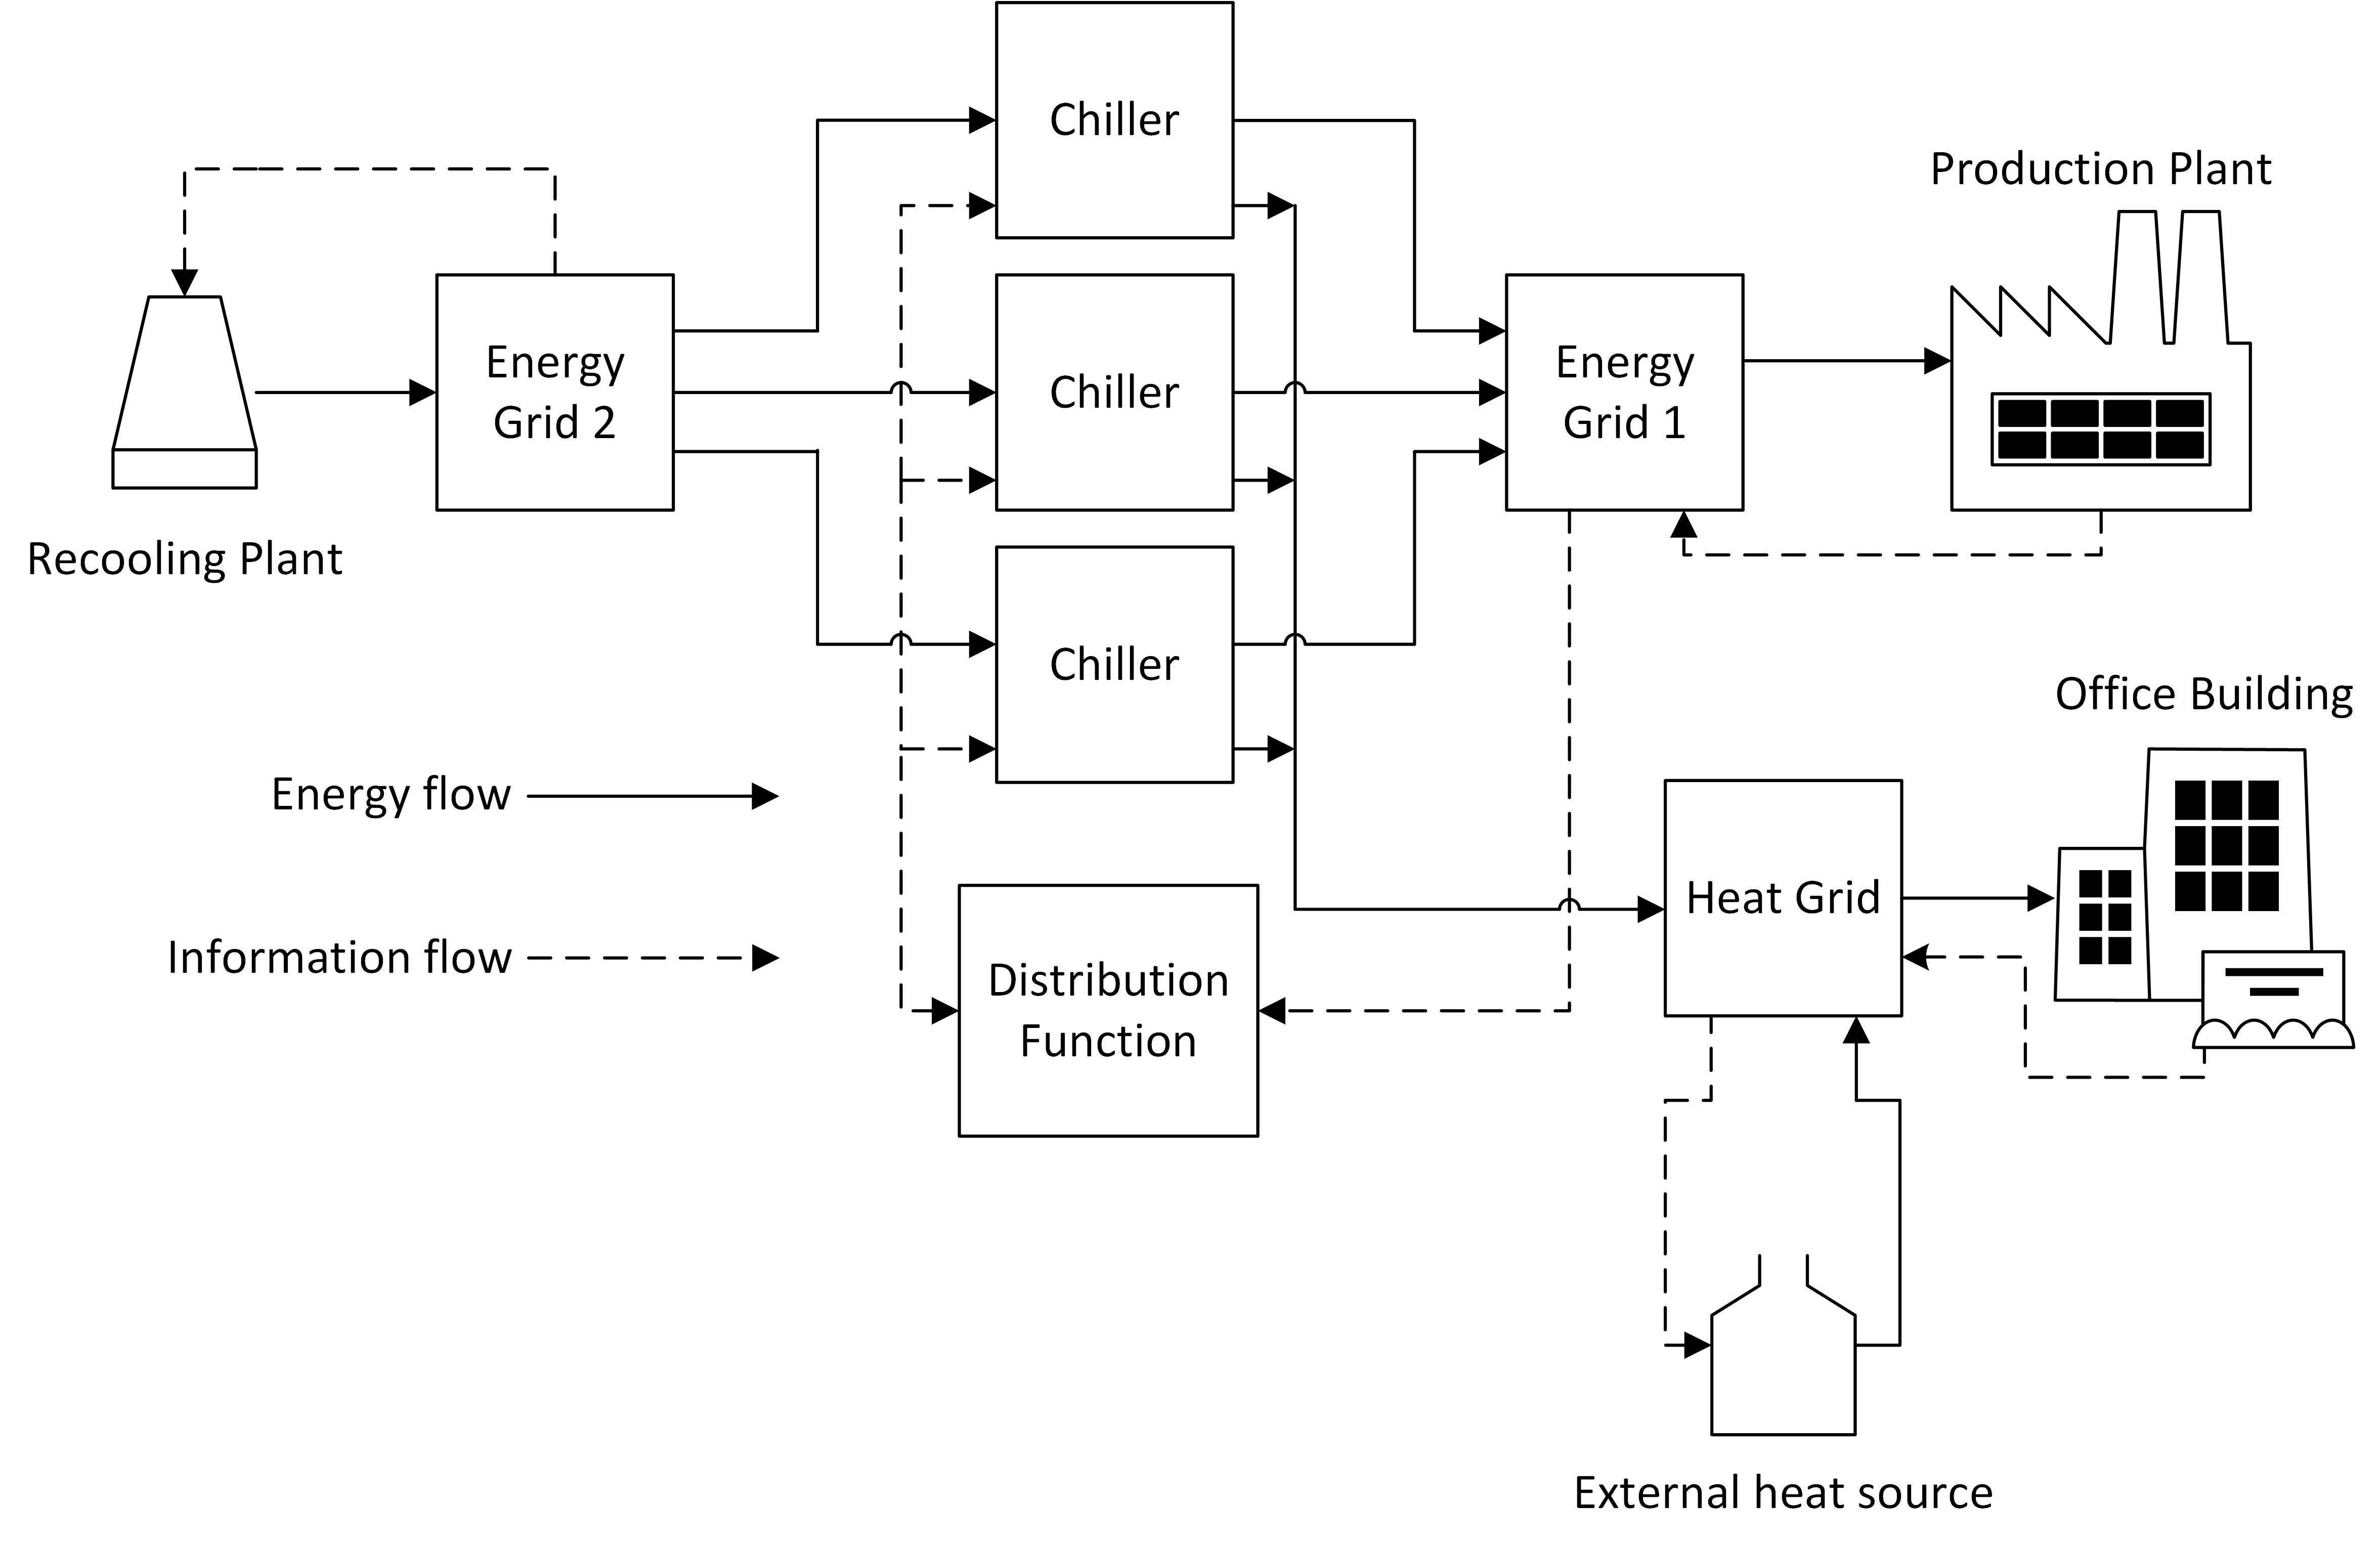 Chiller
Production Plant
Energy
Grid 2
Chiller
Energy
Grid 1
Recooling Plant
Chiller
Office Building
Energy flow
Heat Grid
Information flow
Distribution
Function
External heat source